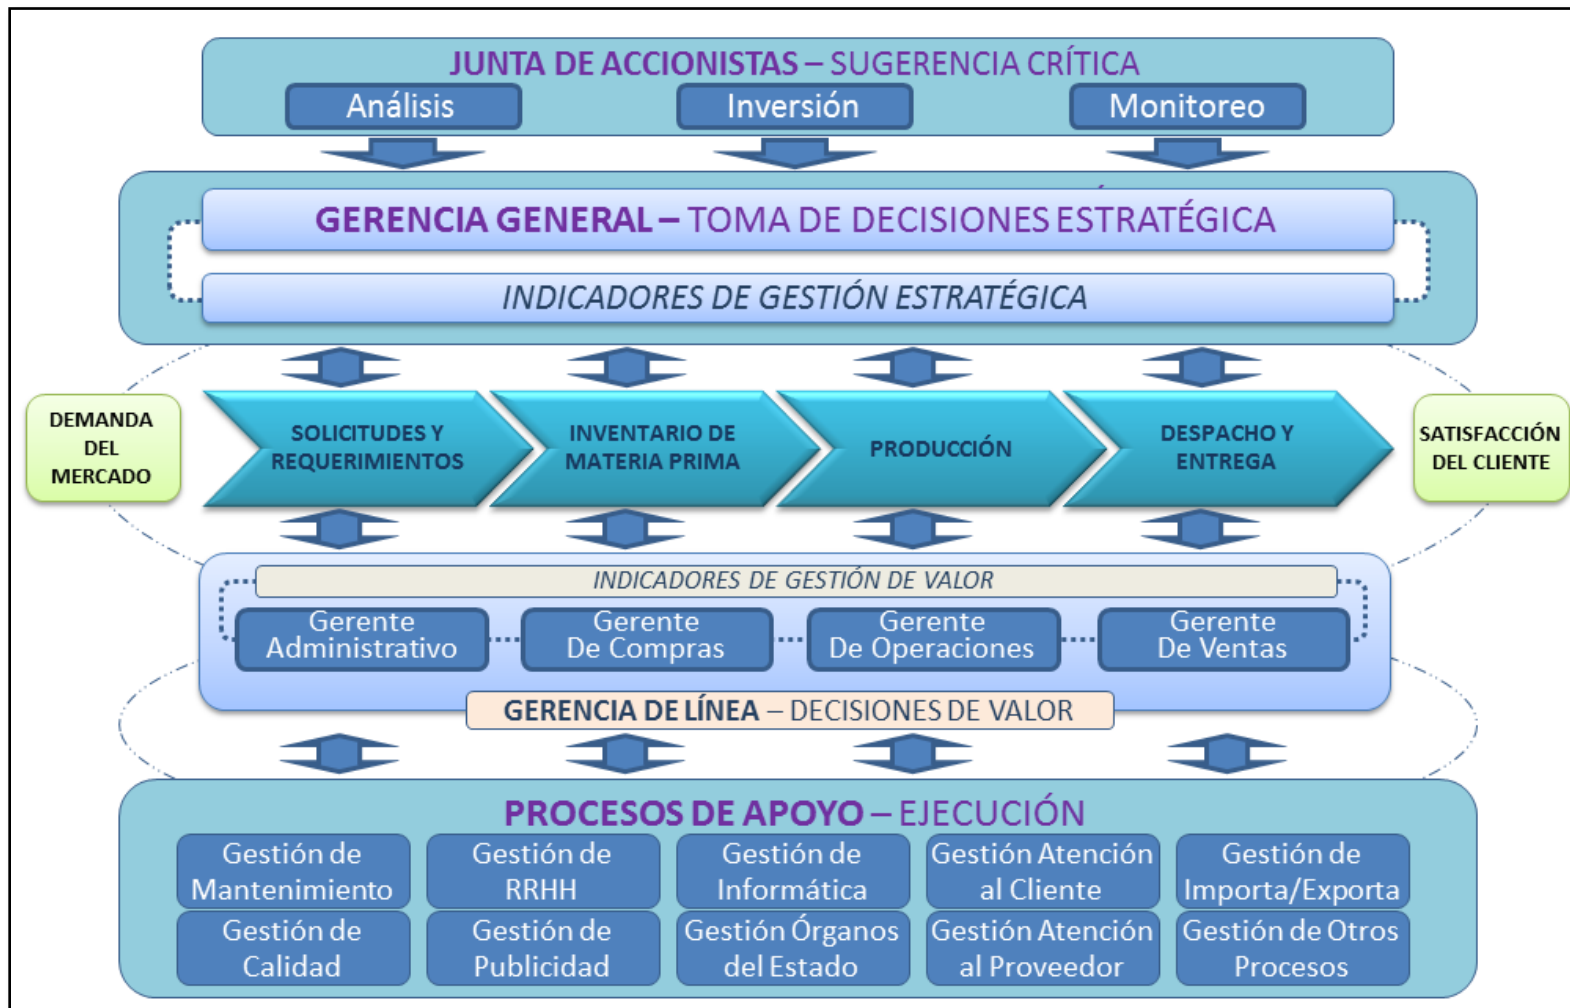 JUNTA DE ACCIONISTAS – SUGERENCIA CRÍTICA
Análisis
Inversión
Monitoreo
GERENCIA GENERAL – TOMA DE DECISIONES ESTRATÉGICA
INDICADORES DE GESTIÓN ESTRATÉGICA
DEMANDA
DEL
MERCADO
SOLICITUDES Y
REQUERIMIENTOS
INVENTARIO DE
MATERIA PRIMA
PRODUCCIÓN
DESPACHO Y
ENTREGA
SATISFACCIÓN
DEL CLIENTE
INDICADORES DE GESTIÓN DE VALOR
Gerente
Administrativo
Gerente
De Compras
Gerente
De Operaciones
Gerente
De Ventas
GERENCIA DE LÍNEA – DECISIONES DE VALOR
PROCESOS DE APOYO – EJECUCIÓN
Gestión de
Mantenimiento
Gestión de
RRHH
Gestión de
Informática
Gestión Atención
al Cliente
Gestión de
Importa/Exporta
Gestión de
Calidad
Gestión de
Publicidad
Gestión Órganos
del Estado
Gestión Atención
al Proveedor
Gestión de Otros
Procesos